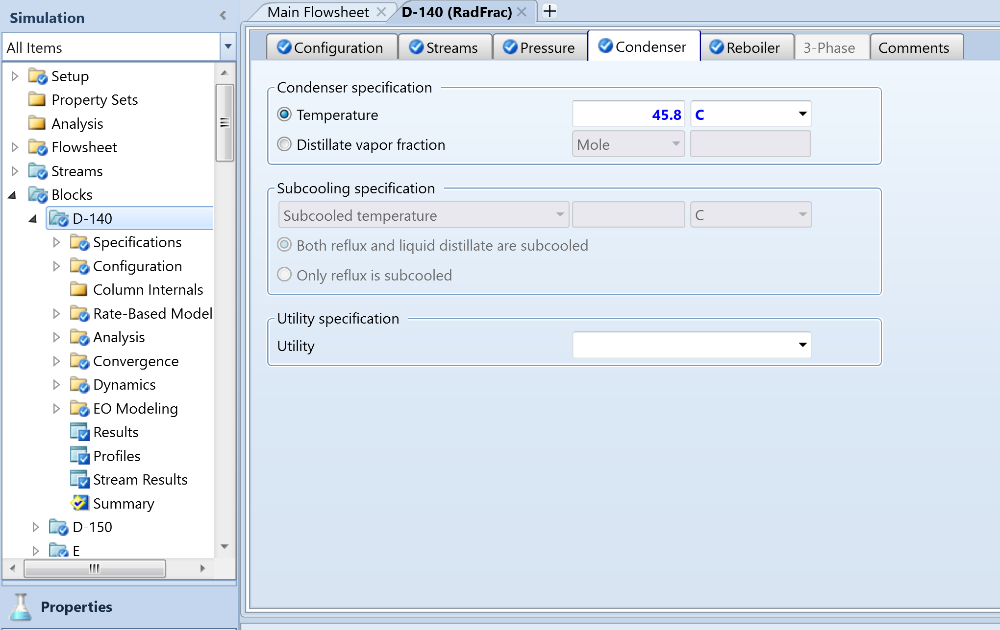 Simulation
All Items
Setup
Property Sets
Analysis
Flowsheet
Streams
Blocks
D-140
Specifications
Configuration
Column Internals
Rate-Based Model
Analysis
Convergence
Dynamics
EO Modeling
Results
Profiles
Stream Results
Summary
D-150
E
Properties
Main Flowsheet
D-140 (RadFrac)
Configuration
Streams
Pressure
Condenser
Reboiler
3-Phase
Comments
Condenser specification
Temperature 45.8 C
Distillate vapor fraction Mole
Subcooling specification
Subcooled temperature C
Both reflux and liquid distillate are subcooled
Only reflux is subcooled
Utility specification
Utility